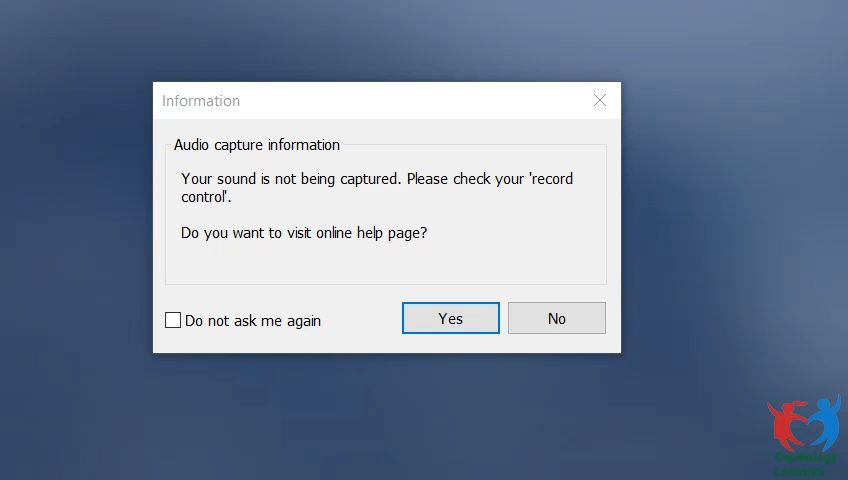 Information
Audio capture information
Your sound is not being captured. Please check your 'record
control'.
Do you want to visit online help page?
Do not ask me again
Yes
No